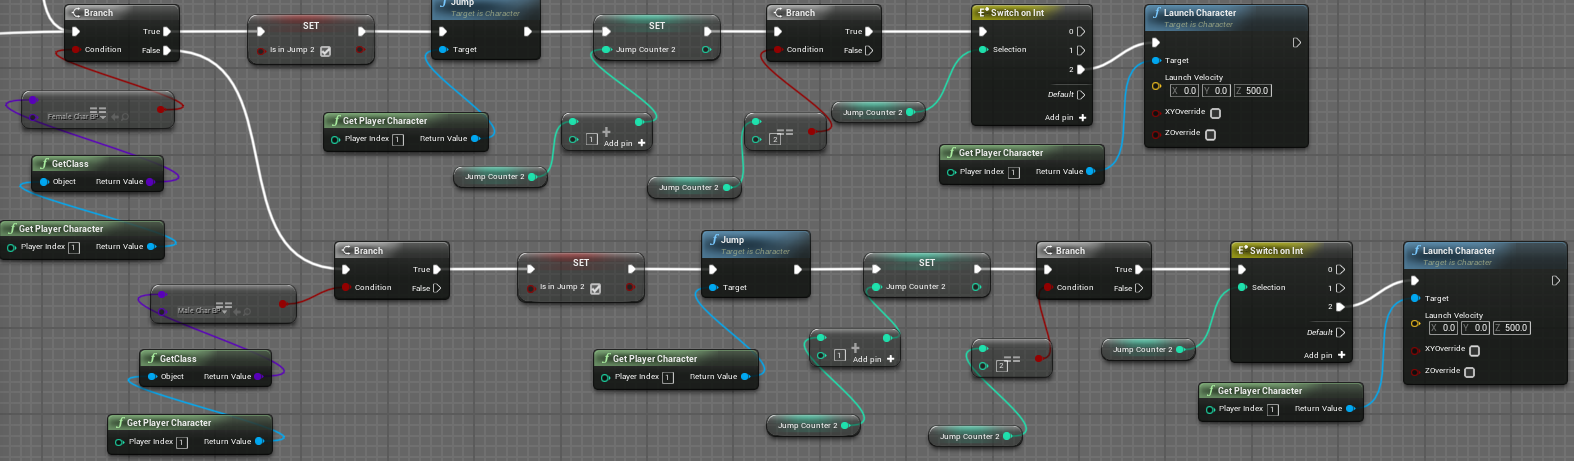 Branch
True
Condition
False
SET
Is in Jump 2
Jump
Target is Character
Target
SET
Jump Counter 2
Branch
True
Condition
False
Switch on Int
0
Selection
1
2
Default
Add pin +
Launch Character
Target is Character
Target
Launch Velocity
X 0.0 Y 0.0 Z 500.0
XYOverride
ZOverride
Female Char BP
==
GetClass
Object Return Value
Get Player Character
Player Index 1 Return Value
Get Player Character
Player Index 1 Return Value
Jump Counter 2
+
1
Add pin +
Jump Counter 2
==
2
Jump Counter 2
Get Player Character
Player Index 1 Return Value
Branch
True
Condition
False
SET
Is in Jump 2
Jump
Target is Character
Target
SET
Jump Counter 2
Branch
True
Condition
False
Switch on Int
0
Selection
1
2
Default
Add pin +
Launch Character
Target is Character
Target
Launch Velocity
X 0.0 Y 0.0 Z 500.0
XYOverride
ZOverride
==
Male Char BP
GetClass
Object Return Value
Get Player Character
Player Index 1 Return Value
Get Player Character
Player Index 1 Return Value
+
1
Add pin +
Jump Counter 2
==
2
Jump Counter 2
Jump Counter 2
Get Player Character
Player Index 1 Return Value